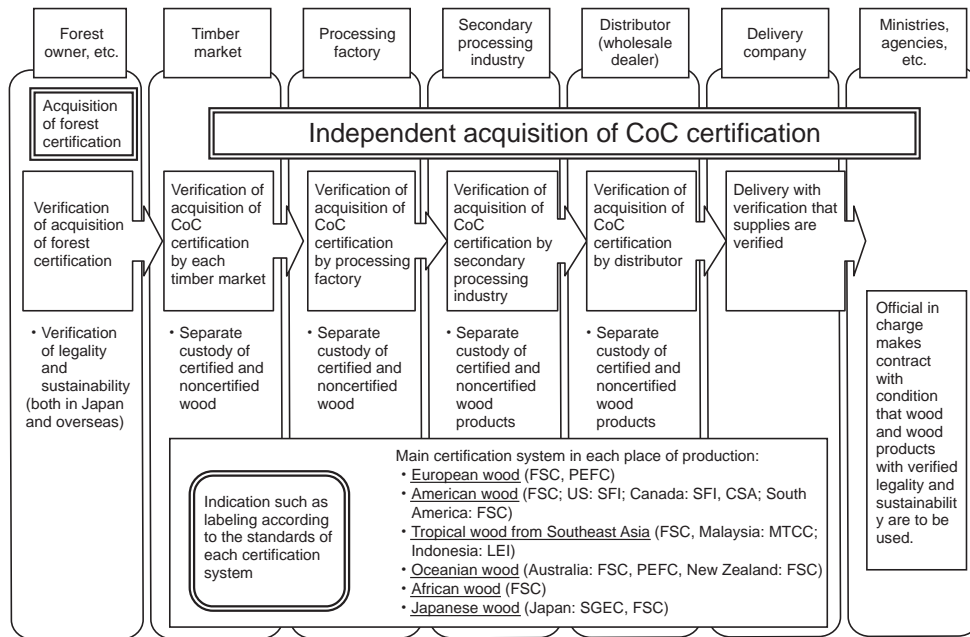 Forest
owner, etc.
Timber
market
Processing
factory
Secondary
processing
industry
Distributor
(wholesale
dealer)
Delivery
company
Ministries,
agencies,
etc.
Acquisition
of forest
certification
Independent acquisition of CoC certification
Verification
of acquisition
of forest
certification
Verification of
acquisition of
CoC
certification
by each
timber market
Verification of
acquisition of
CoC
certification
by processing
factory
Verification of
acquisition of
CoC
certification by
secondary
processing
industry
Verification of
acquisition of
CoC
certification
by distributor
Delivery with
verification that
supplies are
verified
• Verification
of legality
and
sustainability
(both in Japan
and overseas)
• Separate
custody of
certified and
noncertified
wood
• Separate
custody of
certified and
noncertified
wood
• Separate
custody of
certified and
noncertified
wood
products
• Separate
custody of
certified and
noncertified
wood
products
Official in
charge
makes
contract
with
condition
that wood
and wood
products
with verified
legality and
sustainabilit
y are to be
used.
Indication such as
labeling according
to the standards of
each certification
system
Main certification system in each place of production:
• European wood (FSC, PEFC)
• American wood (FSC; US: SFI; Canada: SFI, CSA; South
America: FSC)
• Tropical wood from Southeast Asia (FSC, Malaysia: MTCC;
Indonesia: LEI)
• Oceanian wood (Australia: FSC, PEFC, New Zealand: FSC)
• African wood (FSC)
• Japanese wood (Japan: SGEC, FSC)